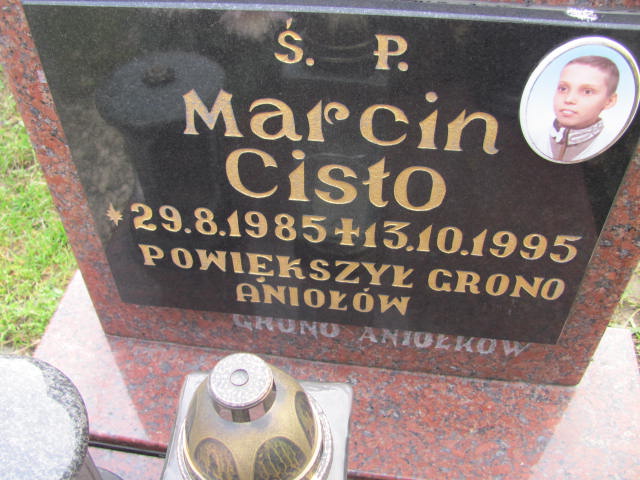 Ś. P.
Marcin
Cisło
*29.8.1985 ✝13.10.1995
POWIĘKSZYŁ GRONO
ANIOŁÓW
GRONO ANIOŁKÓW